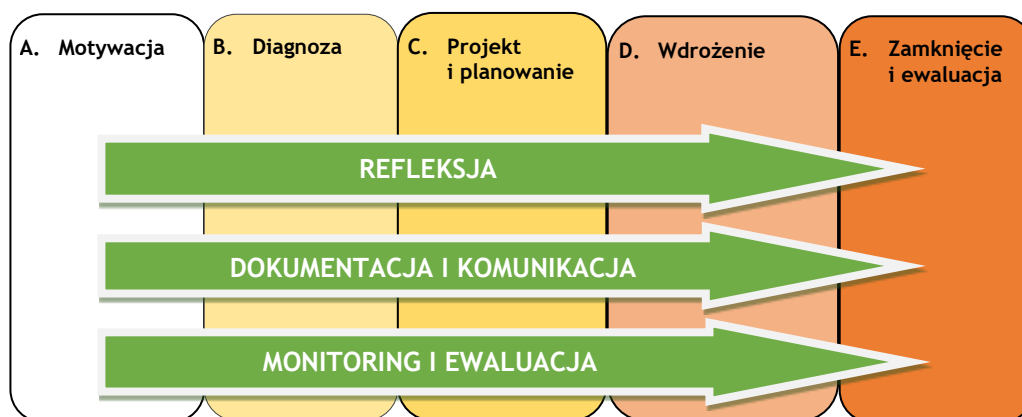 A. Motywacja
B. Diagnoza
C. Projekt
i planowanie
D. Wdrożenie
E. Zamknięcie
i ewaluacja
REFLEKSJA
DOKUMENTACJA I KOMUNIKACJA
MONITORING I EWALUACJA